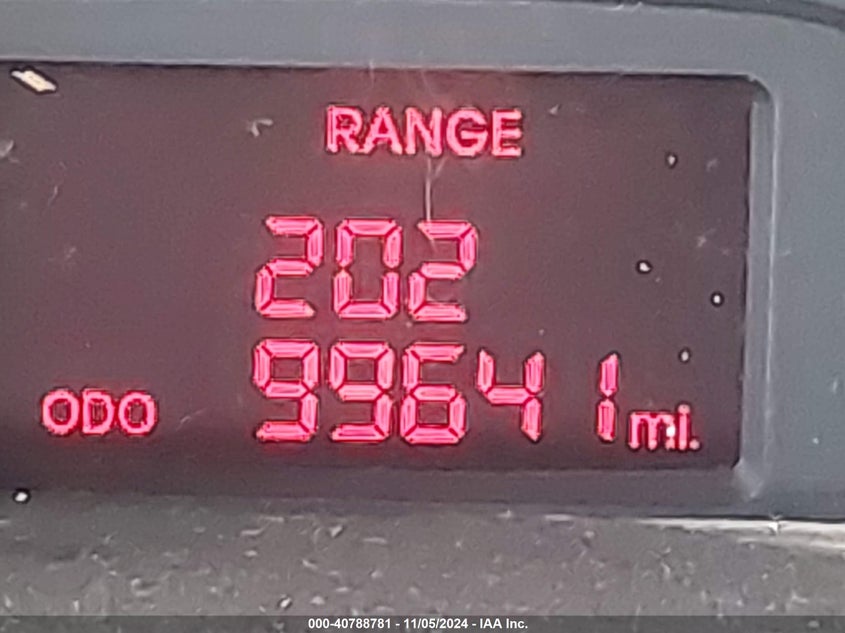 RANGE
202
ODO 99641 mi.
000-40788781 - 11/05/2024 - IAA Inc.